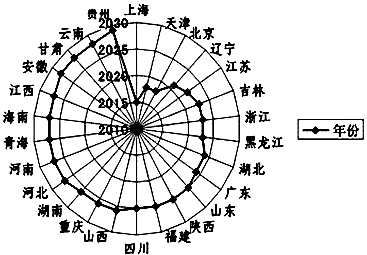 2030
2025
2020
2015
2010
上海
天津
北京
辽宁
江苏
吉林
浙江
黑龙江
湖北
广东
山东
陕西
福建
四川
山西
重庆
湖南
河北
河南
青海
海南
江西
安徽
甘肃
云南
贵州
年份